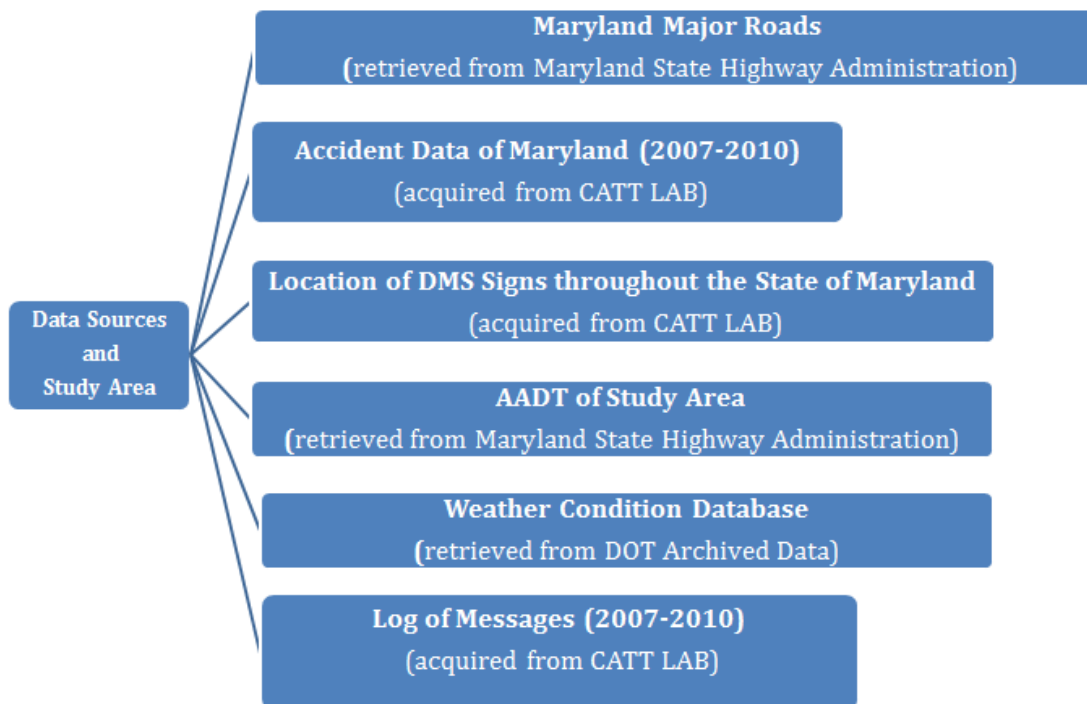 Maryland Major Roads
(retrieved from Maryland State Highway Administration)
Accident Data of Maryland (2007-2010)
(acquired from CATT LAB)
Location of DMS Signs throughout the State of Maryland
(acquired from CATT LAB)
Data Sources
and
Study Area
AADT of Study Area
(retrieved from Maryland State Highway Administration)
Weather Condition Database
(retrieved from DOT Archived Data)
Log of Messages (2007-2010)
(acquired from CATT LAB)